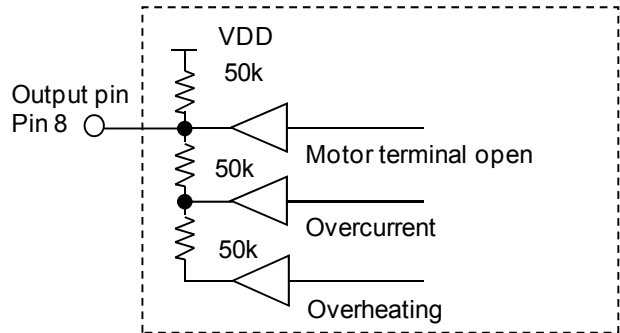 VDD
50k
Output pin
Pin 8
Motor terminal open
50k
Overcurrent
50k
Overheating